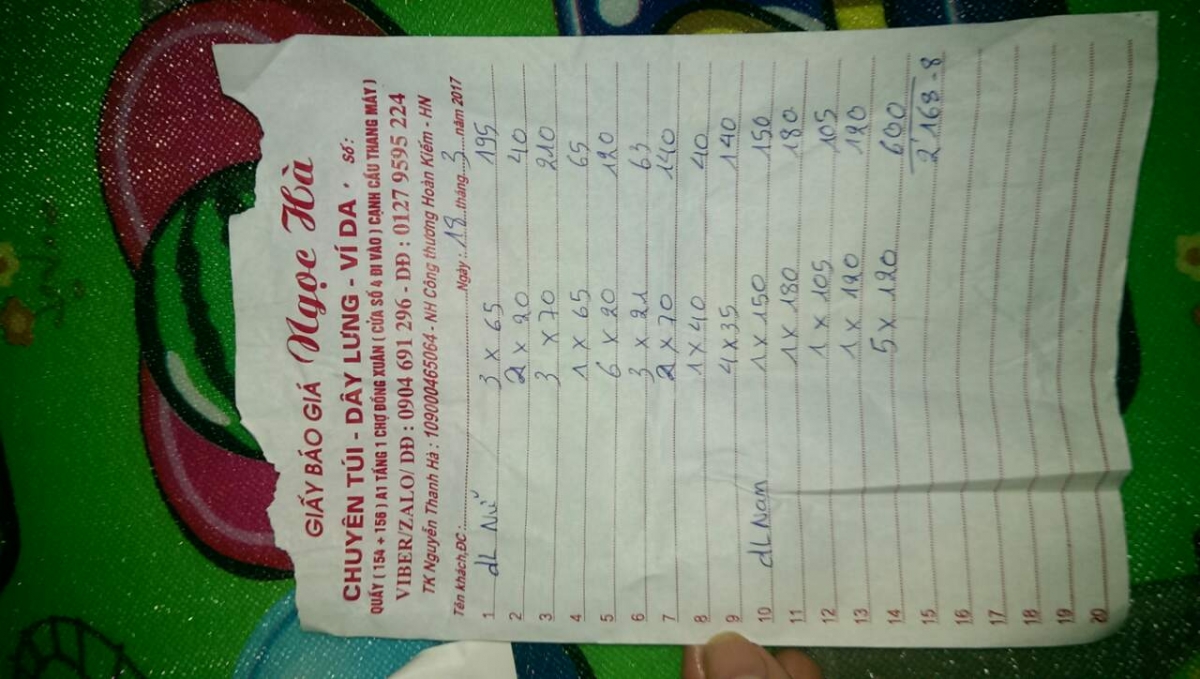 GIẤY BÁO GIÁ Ngọc Hà
CHUYÊN TÚI - DÂY LƯNG - VÍ DA · Số:
QUẦY ( 15A + 15B ) A1 TẦNG 1 CHỢ ĐỒNG XUÂN ( CỬA SỐ 4 ĐI VÀO ) CẠNH CẦU THANG MÁY )
VIBER/ZALO/ DĐ : 0904 691 296 - DĐ : 0127 9595 224
TK Nguyễn Thanh Hà : 109000465064 - NH Công thương Hoàn Kiếm - HN
Tên khách,ĐC: Ngày: 18 tháng 3 năm 2017
1 dL Nữ 3 x 65 195
2 2 x 20 40
3 3 x 70 210
4 1 x 65 65
5 6 x 20 120
6 3 x 21 63
7 2 x 70 140
8 1 x 40 40
9 4 x 35 140
10 dL Nam 1 x 150 150
11 1 x 180 180
12 1 x 105 105
13 1 x 120 120
14 5 x 120 600
15 2'168 - 8
16
17
18
19
20